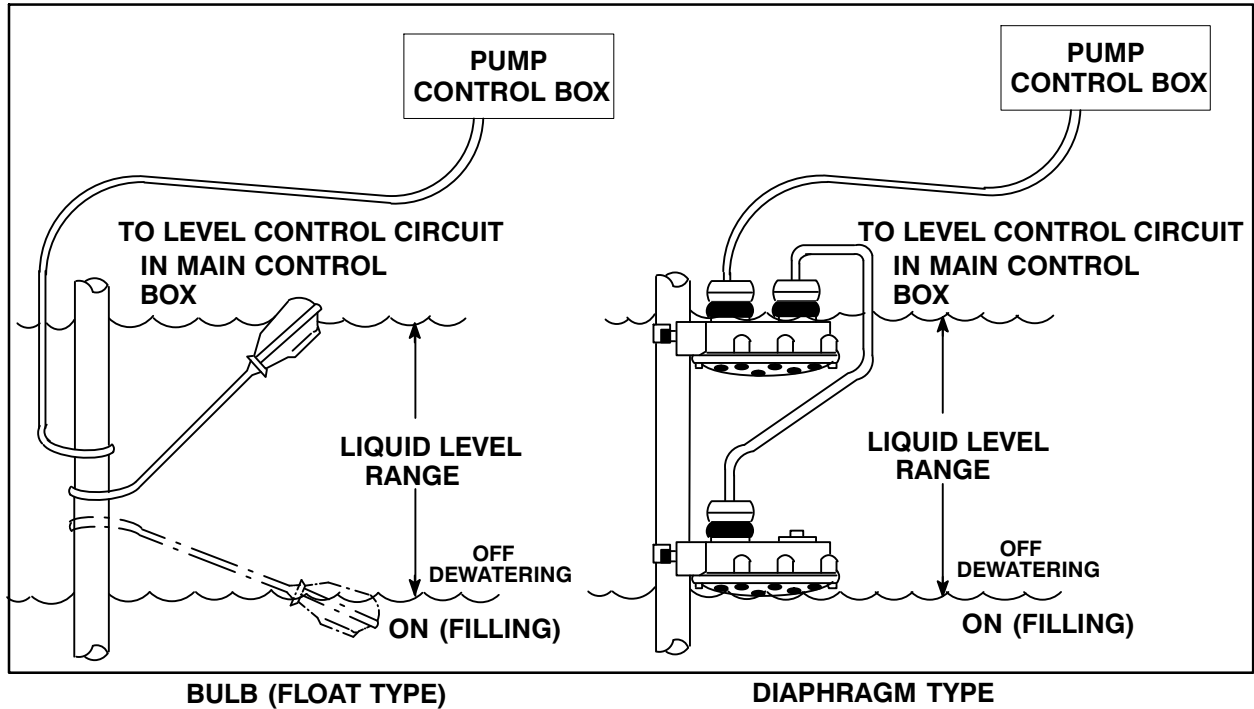 PUMP
CONTROL BOX
TO LEVEL CONTROL CIRCUIT
IN MAIN CONTROL
BOX
LIQUID LEVEL
RANGE
OFF
DEWATERING
ON (FILLING)
BULB (FLOAT TYPE)
PUMP
CONTROL BOX
TO LEVEL CONTROL CIRCUIT
IN MAIN CONTROL
BOX
LIQUID LEVEL
RANGE
OFF
DEWATERING
ON (FILLING)
DIAPHRAGM TYPE